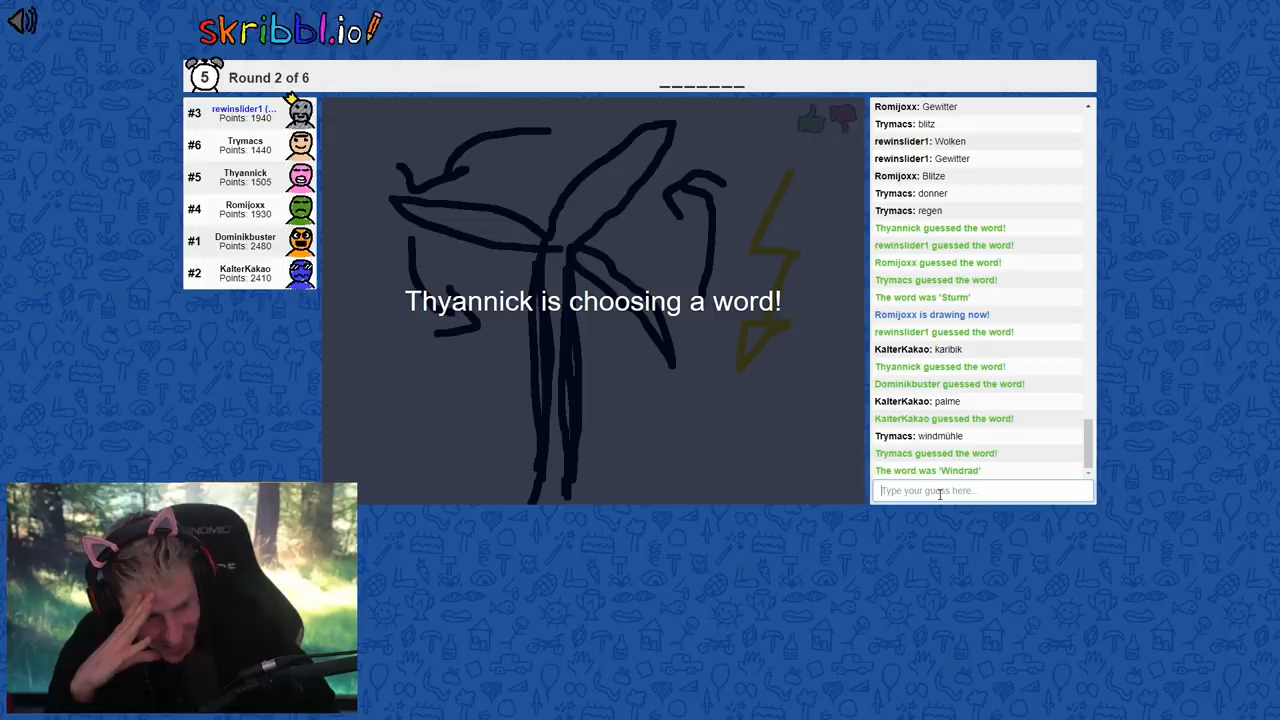 skribbl.io
5
Round 2 of 6
_______
#3
rewinslider1 (...
Points: 1940
#6
Trymacs
Points: 1440
#5
Thyannick
Points: 1505
#4
Romijoxx
Points: 1930
#1
Dominikbuster
Points: 2480
#2
KalterKakao
Points: 2410
Thyannick is choosing a word!
Romijoxx: Gewitter
Trymacs: blitz
rewinslider1: Wolken
rewinslider1: Gewitter
Romijoxx: Blitze
Trymacs: donner
Trymacs: regen
Thyannick guessed the word!
rewinslider1 guessed the word!
Romijoxx guessed the word!
Trymacs guessed the word!
The word was 'Sturm'
Romijoxx is drawing now!
rewinslider1 guessed the word!
KalterKakao: karibik
Thyannick guessed the word!
Dominikbuster guessed the word!
KalterKakao: palme
KalterKakao guessed the word!
Trymacs: windmühle
Trymacs guessed the word!
The word was 'Windrad'
Type your guess here...